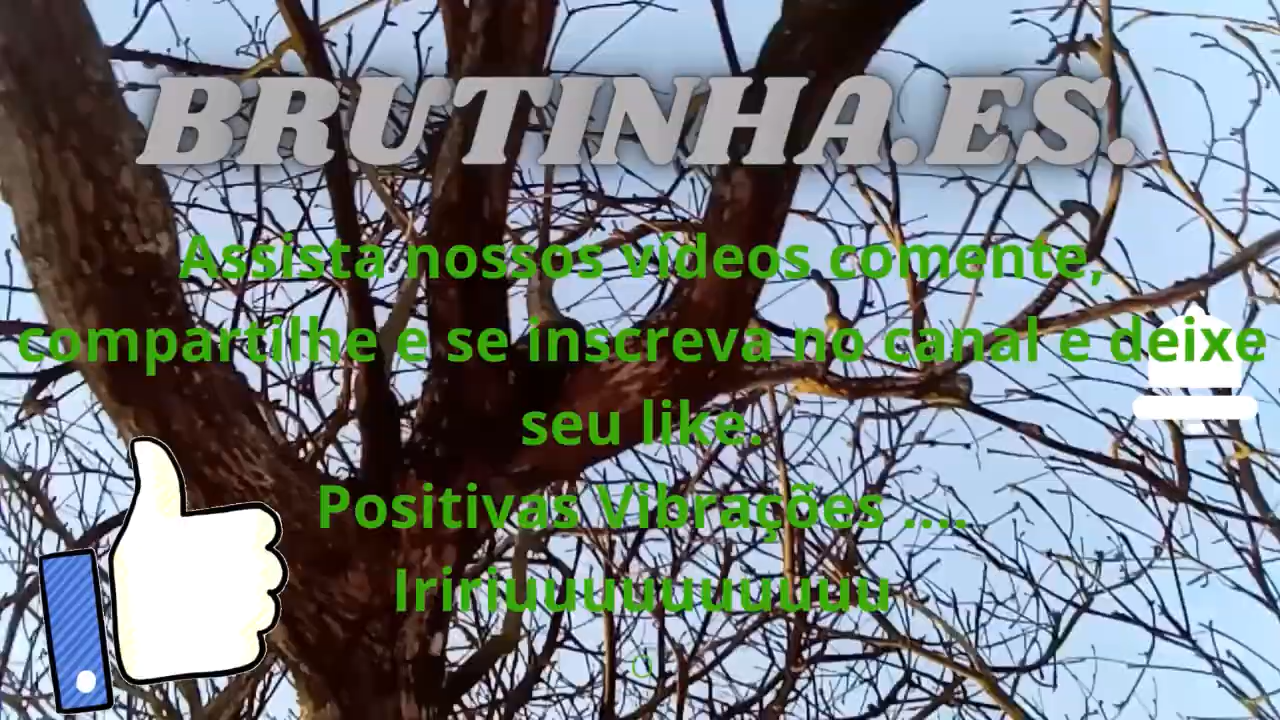 BRUTINHA.ES.
Assista nossos vídeos comente,
compartilhe e se inscreva no canal e deixe
seu like.
Positivas Vibrações ....
Iririuuuuuuuuuu